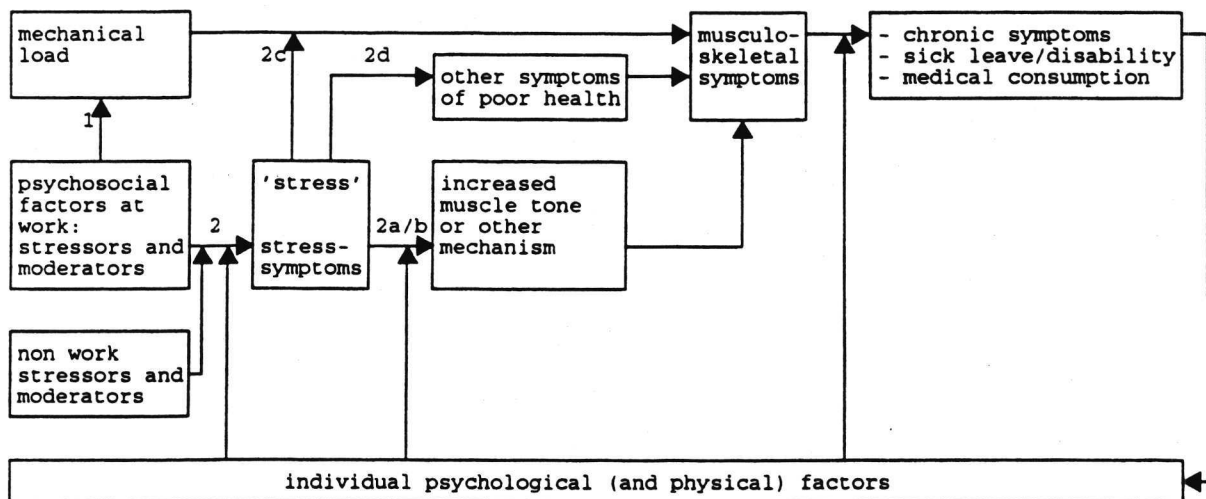 mechanical
load
2c
2d
other symptoms
of poor health
musculo-
skeletal
symptoms
- chronic symptoms
- sick leave/disability
- medical consumption
1
psychosocial
factors at
work:
stressors and
moderators
2
'stress'
stress-
symptoms
2a/b
increased
muscle tone
or other
mechanism
non work
stressors and
moderators
individual psychological (and physical) factors